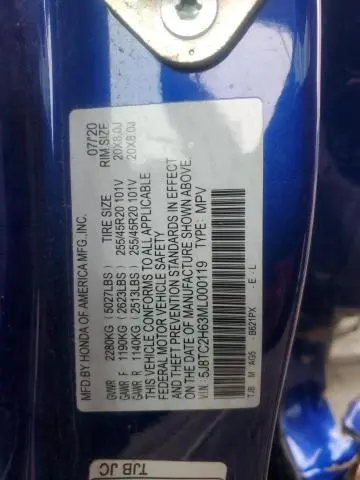 MFD.BY HONDA OF AMERICA MFG.,INC. 07/20
TIRE SIZE RIM SIZE
GVWR 2280KG (5027LBS)
GAWR F 1190KG (2623LBS) 255/45R20 101V 20X8.0J
GAWR R 1140KG (2513LBS) 255/45R20 101V 20X8.0J
THIS VEHICLE CONFORMS TO ALL APPLICABLE
FEDERAL MOTOR VEHICLE SAFETY
STANDARDS AND THEFT PREVENTION STANDARDS IN EFFECT
ON THE DATE OF MANUFACTURE SHOWN ABOVE.
VIN: 5J8TC2H63ML000119 TYPE: MPV
TJB M AG5 - B621PX - E - L
TJB JC